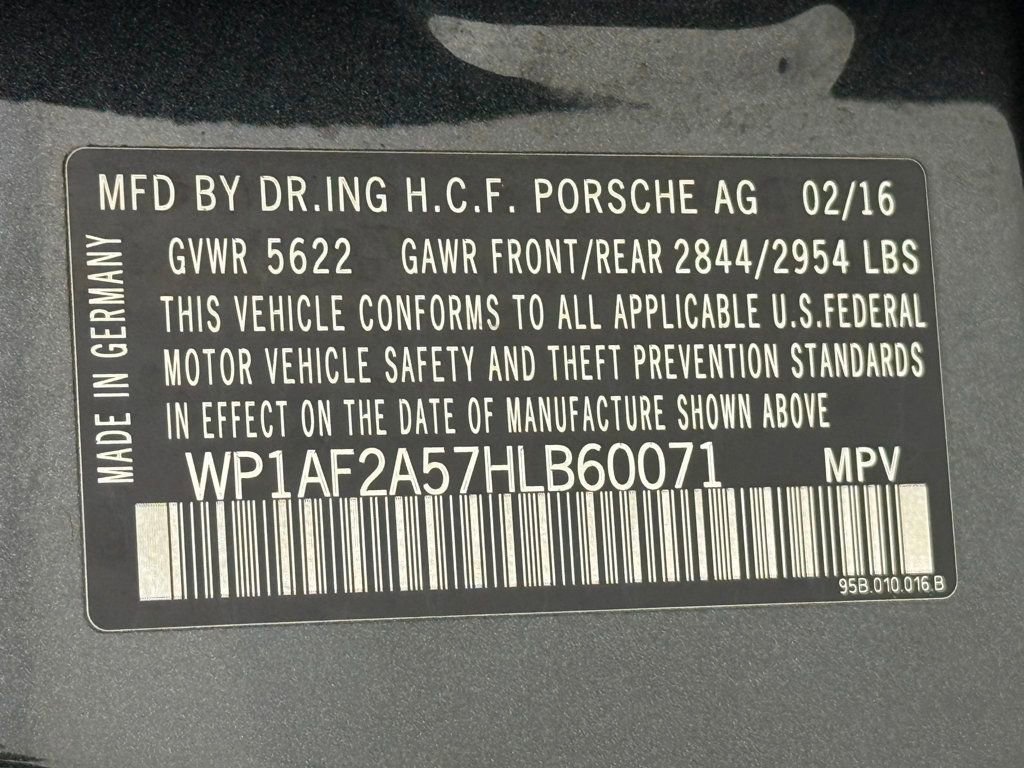 MFD BY DR.ING H.C.F. PORSCHE AG 02/16
GVWR 5622 GAWR FRONT/REAR 2844/2954 LBS
THIS VEHICLE CONFORMS TO ALL APPLICABLE U.S.FEDERAL
MOTOR VEHICLE SAFETY AND THEFT PREVENTION STANDARDS
IN EFFECT ON THE DATE OF MANUFACTURE SHOWN ABOVE
WP1AF2A57HLB60071 MPV
95B.010.016.B
MADE IN GERMANY